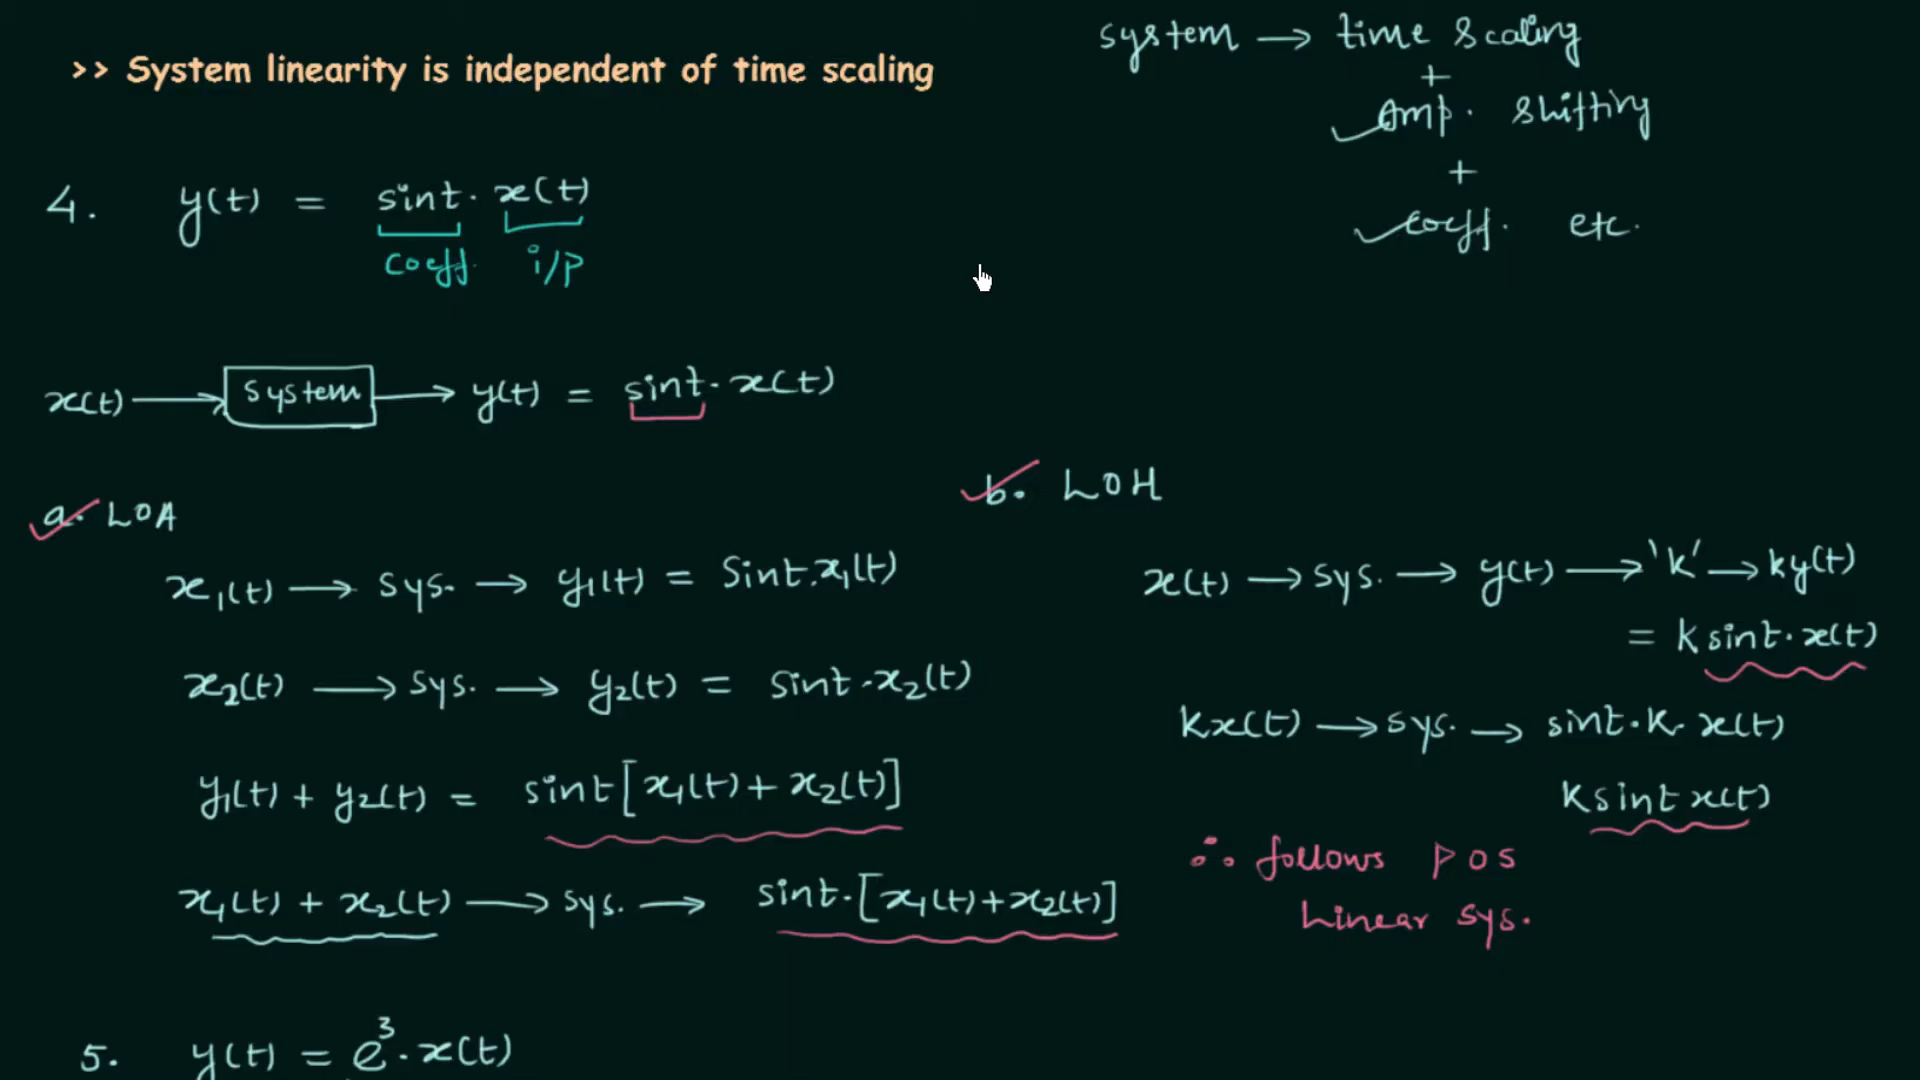 >> System linearity is independent of time scaling
system → time scaling
+
Amp. shifting
+
coeff. etc.
4. y(t) = sint · x(t)
coeff. i/p
x(t) → System → y(t) = sint · x(t)
a. LOA
x₁(t) → sys. → y₁(t) = Sint.x₁(t)
x₂(t) → sys. → y₂(t) = sint · x₂(t)
y₁(t) + y₂(t) = sint[x₁(t) + x₂(t)]
x₁(t) + x₂(t) → sys. → sint·[x₁(t)+x₂(t)]
b. LOH
x(t) → sys. → y(t) → 'k' → ky(t)
= k sint · x(t)
kx(t) → sys. → sint · k · x(t)
k sint x(t)
∴ follows POS
Linear sys.
5. y(t) = e³ · x(t)